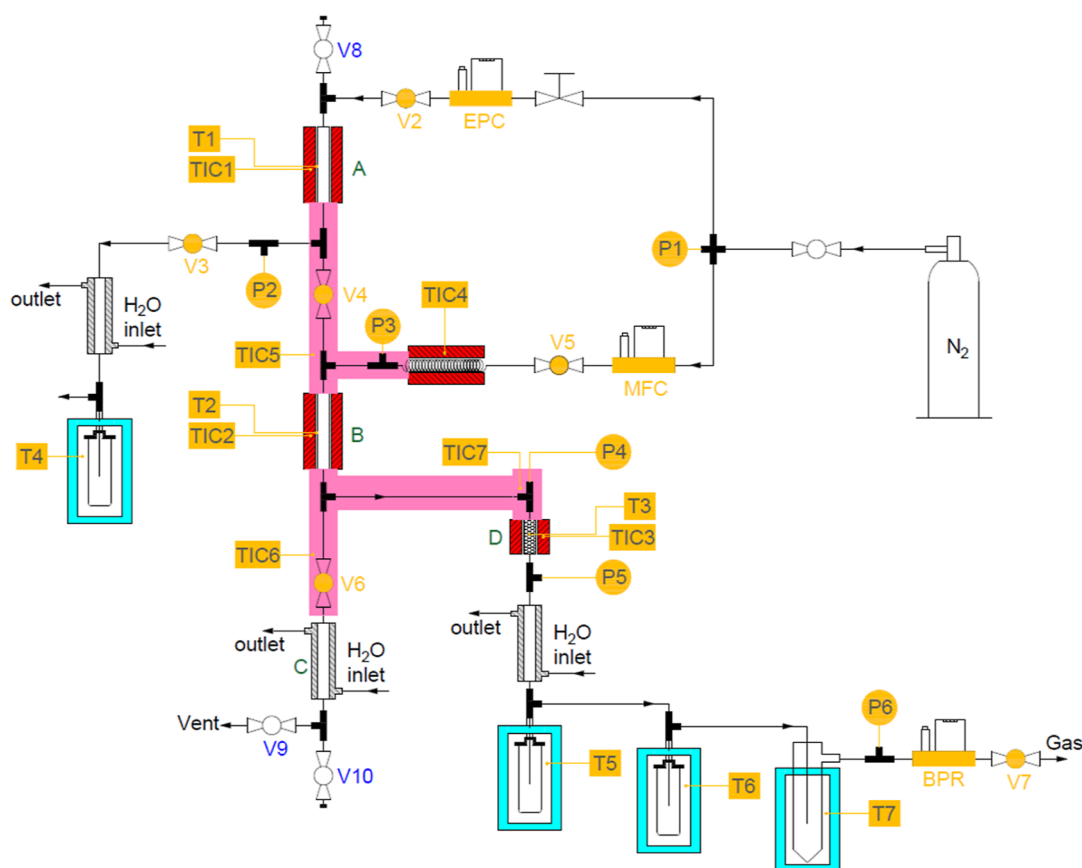 V8
V2
EPC
T1
TIC1
A
P1
V3
P2
V4
TIC4
P3
outlet
H2O
inlet
TIC5
V5
MFC
N2
T2
TIC2
B
T4
TIC7
P4
T3
D
TIC3
TIC6
V6
P5
outlet
H2O
inlet
C
outlet
H2O
inlet
Vent
V9
V10
P6
Gas
T5
T6
BPR
V7
T7